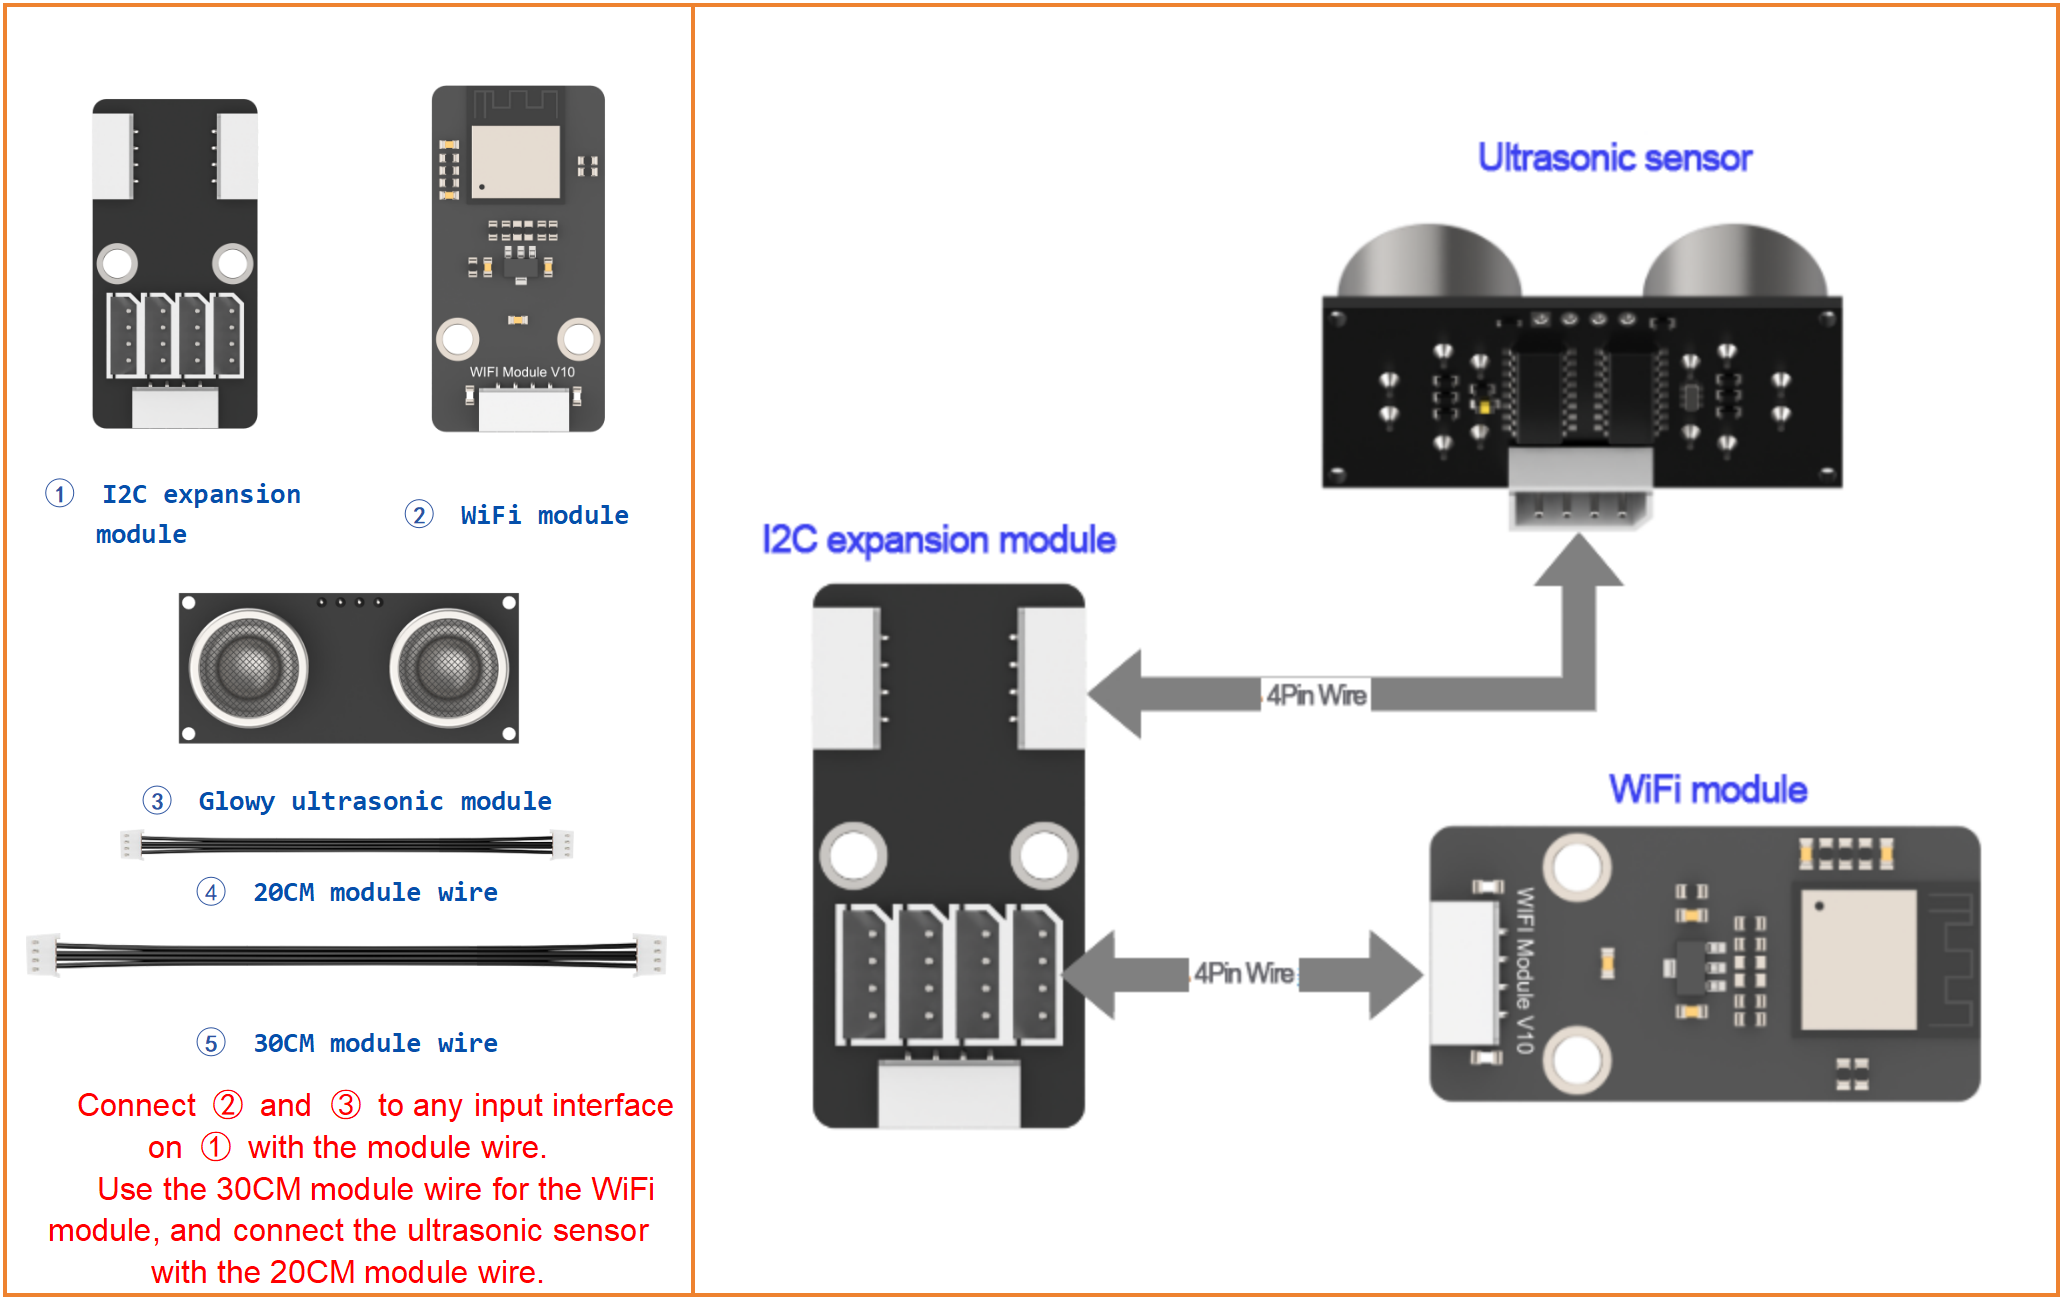 WIFI Module V10
① I2C expansion
module
② WiFi module
③ Glowy ultrasonic module
④ 20CM module wire
⑤ 30CM module wire
Connect ② and ③ to any input interface
on ① with the module wire.
Use the 30CM module wire for the WiFi
module, and connect the ultrasonic sensor
with the 20CM module wire.
Ultrasonic sensor
I2C expansion module
4Pin Wire
WiFi module
4Pin Wire
WIFI Module V10